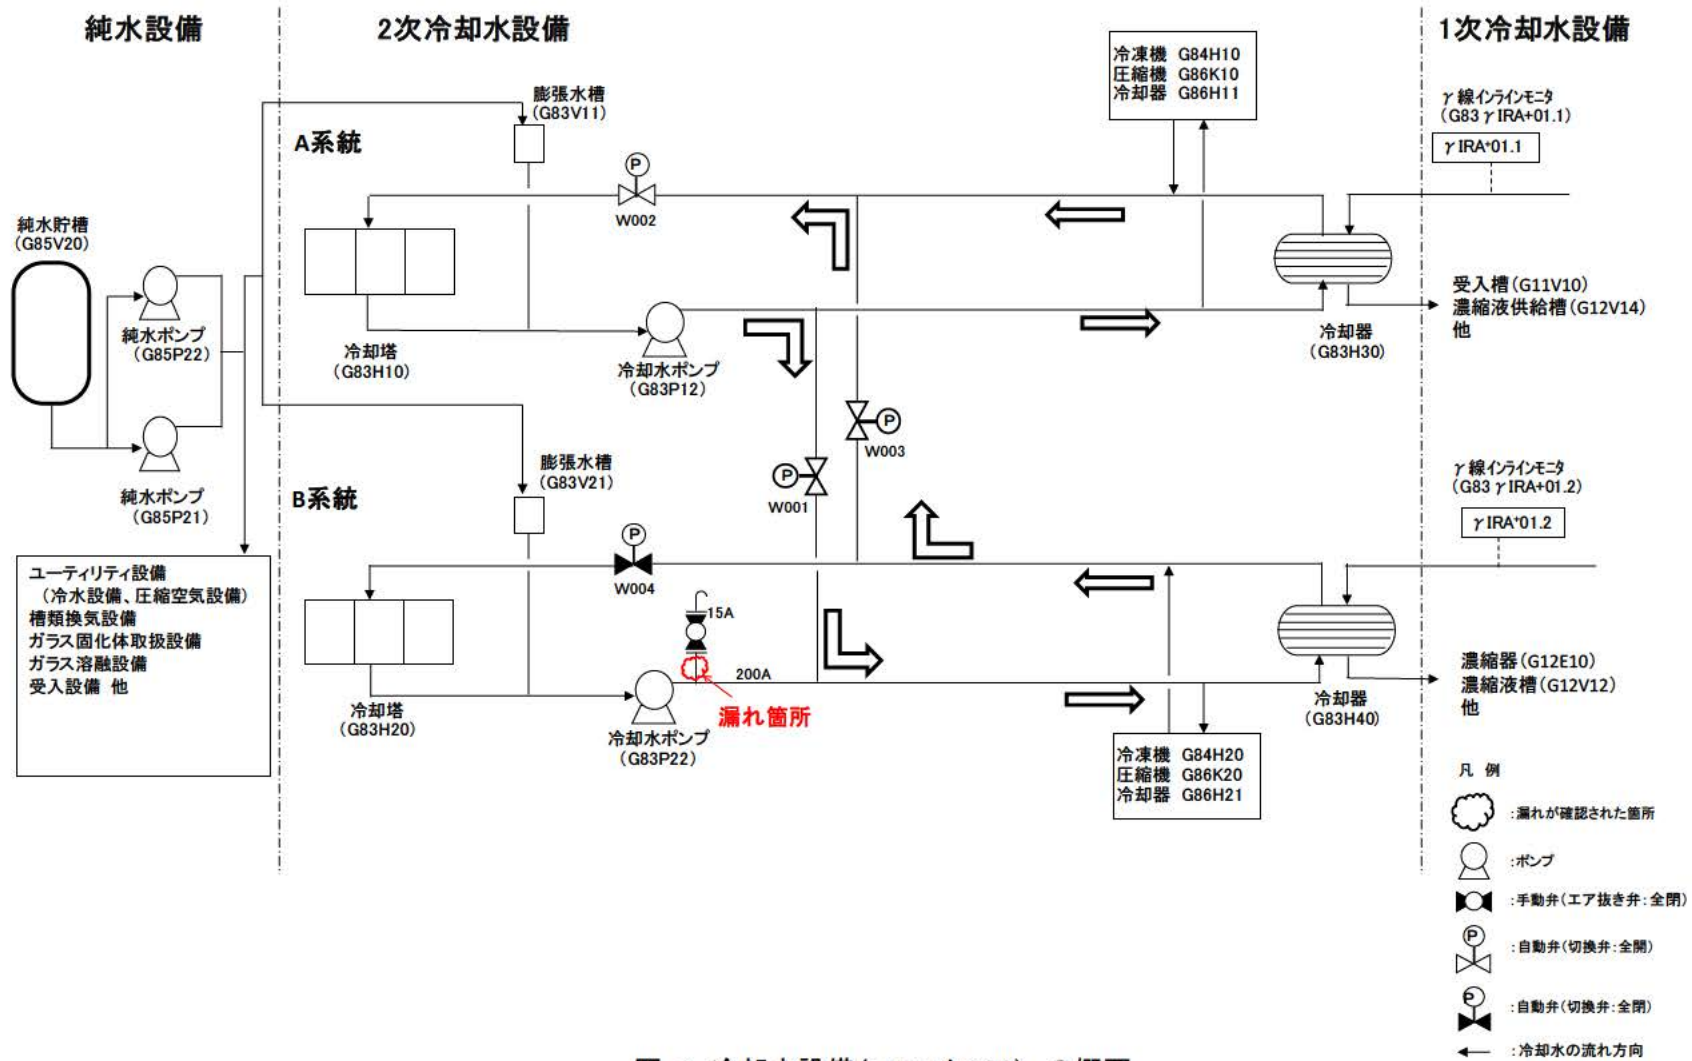 純水設備
2次冷却水設備
1次冷却水設備
冷凍機 G84H10
圧縮機 G86K10
冷却器 G86H11
膨張水槽
(G83V11)
γ線インラインモニタ
(G83 γIRA+01.1)
γIRA⁺01.1
A系統
P
W002
純水貯槽
(G85V20)
純水ポンプ
(G85P22)
冷却塔
(G83H10)
冷却水ポンプ
(G83P12)
冷却器
(G83H30)
受入槽(G11V10)
濃縮液供給槽(G12V14)
他
P
W003
P
W001
純水ポンプ
(G85P21)
膨張水槽
(G83V21)
B系統
γ線インラインモニタ
(G83 γIRA+01.2)
γIRA⁺01.2
P
W004
15A
200A
漏れ箇所
ユーティリティ設備
(冷水設備、圧縮空気設備)
槽類換気設備
ガラス固化体取扱設備
ガラス溶融設備
受入設備 他
冷却塔
(G83H20)
冷却水ポンプ
(G83P22)
冷却器
(G83H40)
濃縮器(G12E10)
濃縮液槽(G12V12)
他
冷凍機 G84H20
圧縮機 G86K20
冷却器 G86H21
凡 例
:漏れが確認された箇所
:ポンプ
:手動弁(エア抜き弁:全閉)
P
:自動弁(切換弁:全開)
P
:自動弁(切換弁:全閉)
:冷却水の流れ方向